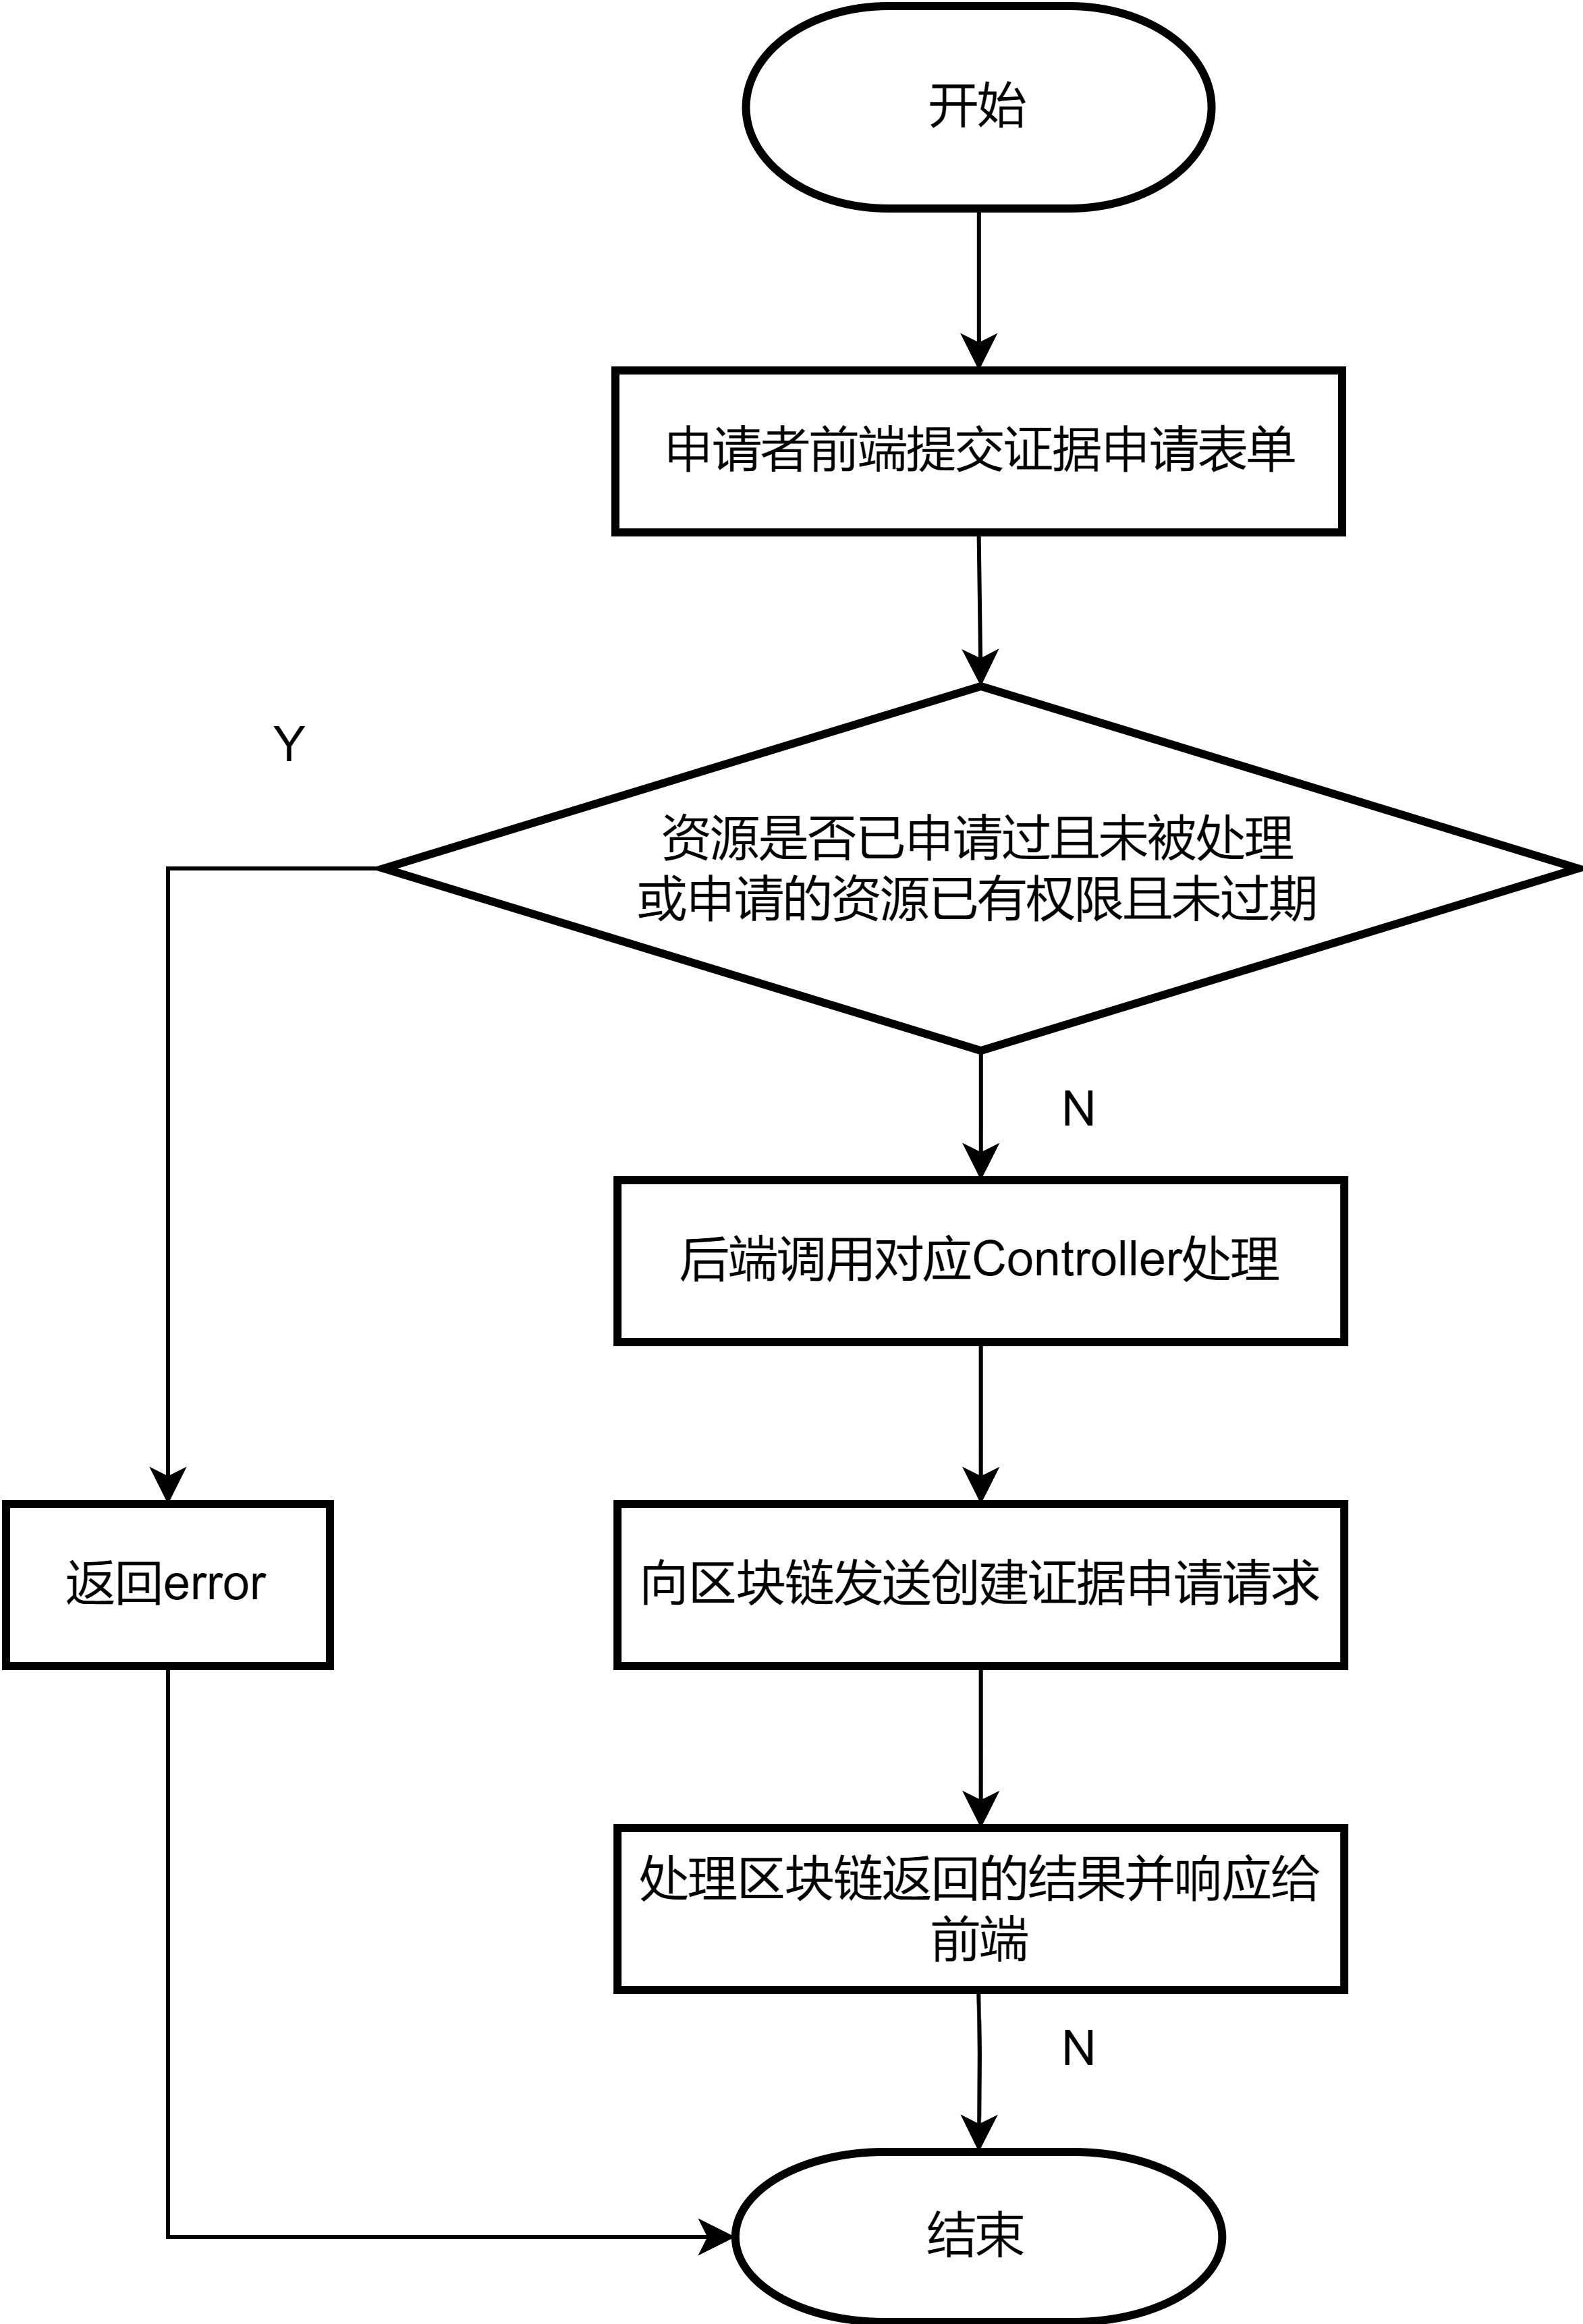 开始
申请者前端提交证据申请表单
Y
资源是否已申请过且未被处理
或申请的资源已有权限且未过期
N
后端调用对应Controller处理
返回error
向区块链发送创建证据申请请求
处理区块链返回的结果并响应给
前端
N
结束